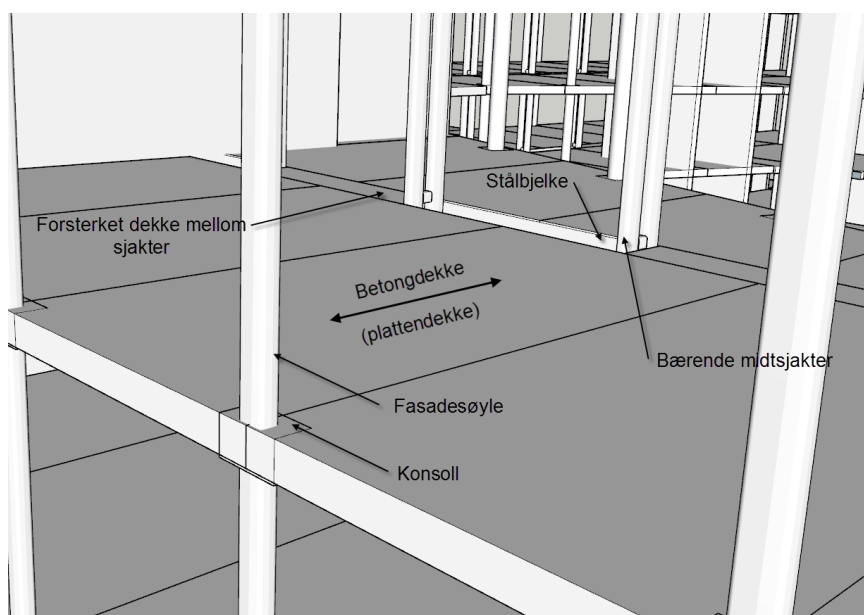 Stålbjelke
Forsterket dekke mellom
sjakter
Betongdekke
(plattendekke)
Bærende midtsjakter
Fasadesøyle
Konsoll